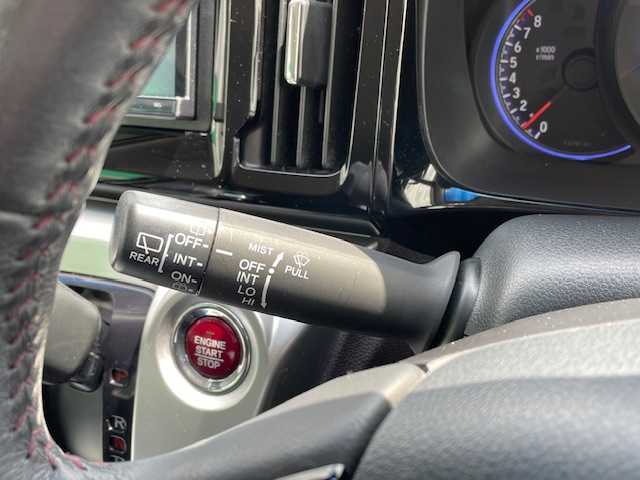 8
7
6
5
4
3
2
1
0
x1000
r/min
REAR
OFF
INT
ON
MIST
PULL
OFF
INT
LO
HI
ENGINE
START
STOP
R